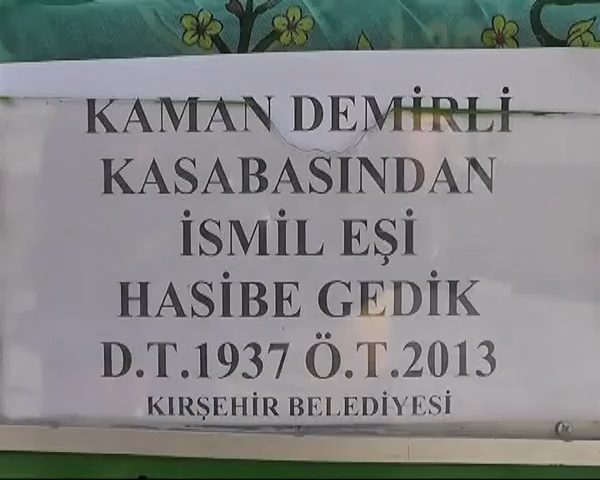 KAMAN DEMİRLİ
KASABASINDAN
İSMİL EŞİ
HASİBE GEDİK
D.T.1937 Ö.T.2013
KIRŞEHİR BELEDİYESİ